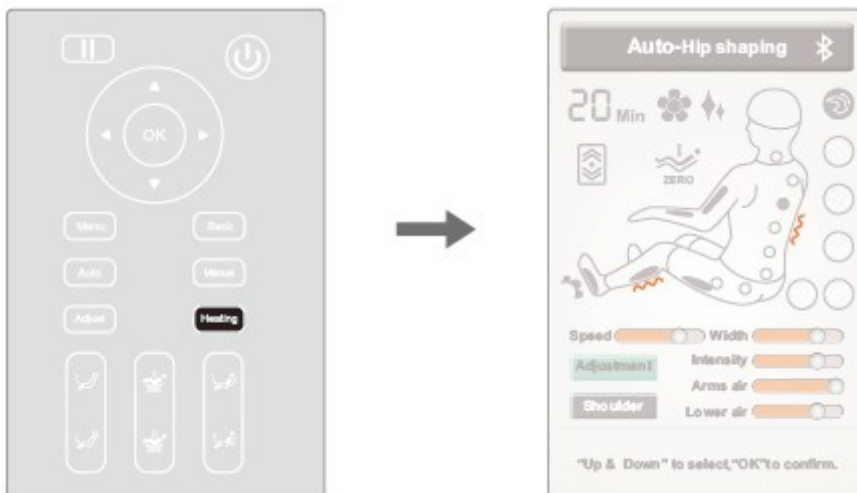 OK
Menu
Back
Auto
Manual
Adjust
Heating
Auto-Hip shaping
20 Min
ZERO
Speed
Width
Adjustment
Intensity
Arms air
Shoulder
Lower air
"Up & Down" to select,"OK"to confirm.